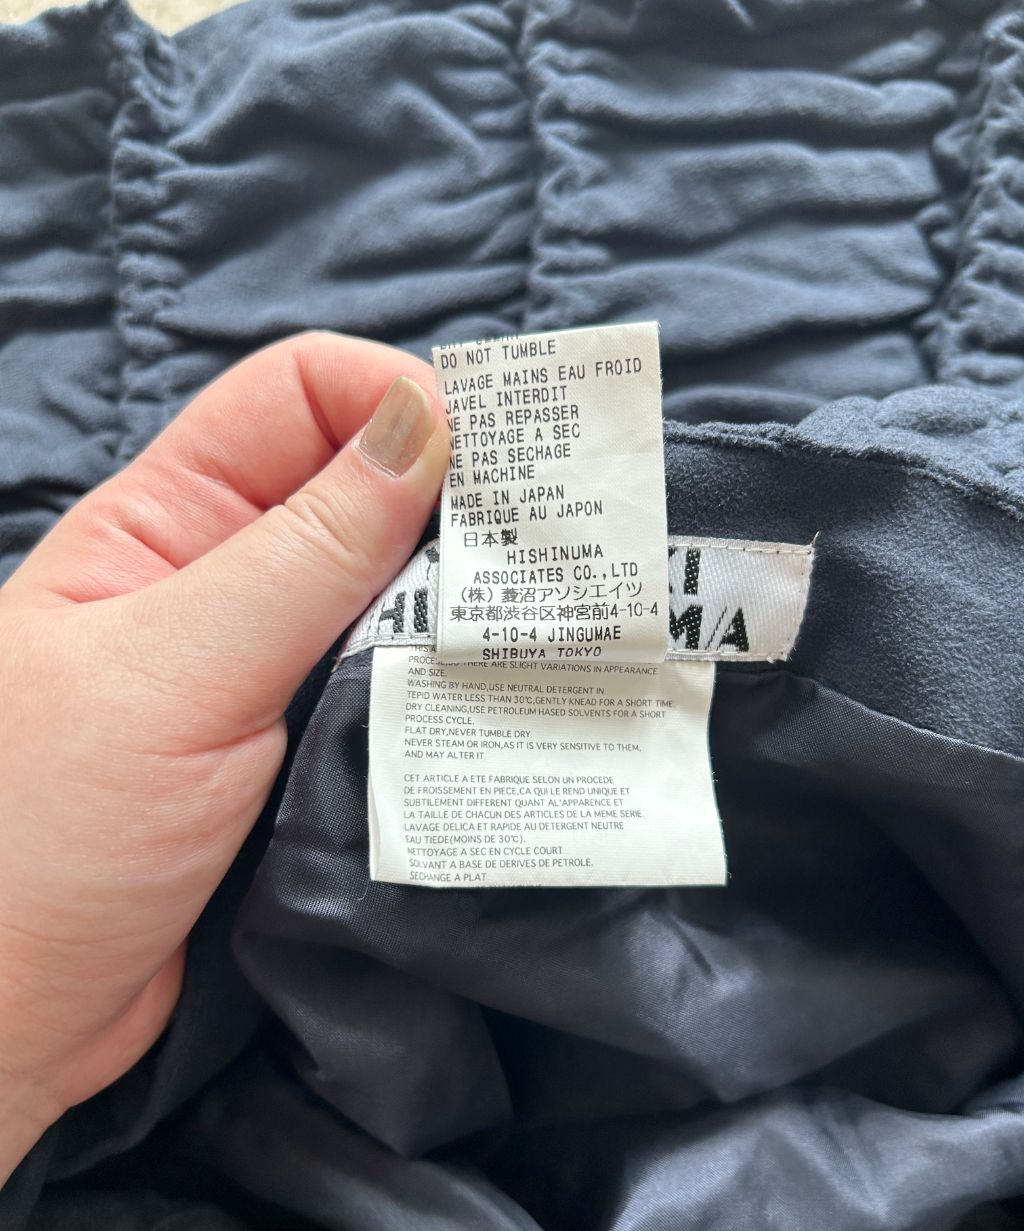 DO NOT TUMBLE
LAVAGE MAINS EAU FROID
JAVEL INTERDIT
NE PAS REPASSER
NETTOYAGE A SEC
NE PAS SECHAGE
EN MACHINE
MADE IN JAPAN
FABRIQUE AU JAPON
日本製
HISHINUMA
ASSOCIATES CO.,LTD
(株)菱沼アソシエイツ
東京都渋谷区神宮前4-10-4
4-10-4 JINGUMAE
SHIBUYA TOKYO
THERE ARE SLIGHT VARIATIONS IN APPEARANCE
AND SIZE.
WASHING BY HAND,USE NEUTRAL DETERGENT IN
TEPID WATER LESS THAN 30℃,GENTLY KNEAD FOR A SHORT TIME.
DRY CLEANING,USE PETROLEUM HASED SOLVENTS FOR A SHORT
PROCESS CYCLE.
FLAT DRY,NEVER TUMBLE DRY.
NEVER STEAM OR IRON,AS IT IS VERY SENSITIVE TO THEM,
AND MAY ALTER IT
CET ARTICLE A ETE FABRIQUE SELON UN PROCEDE
DE FROISSEMENT EN PIECE,CA QUI LE REND UNIQUE ET
SUBTILEMENT DIFFERENT QUANT AL'APPARENCE ET
LA TAILLE DE CHACUN DES ARTICLES DE LA MEME SERIE.
LAVAGE DELICA ET RAPIDE AU DETERGENT NEUTRE
EAU TIEDE(MOINS DE 30℃).
NETTOYAGE A SEC EN CYCLE COURT
SOLVANT A BASE DE DERIVES DE PETROLE.
SECHANGE A PLAT.